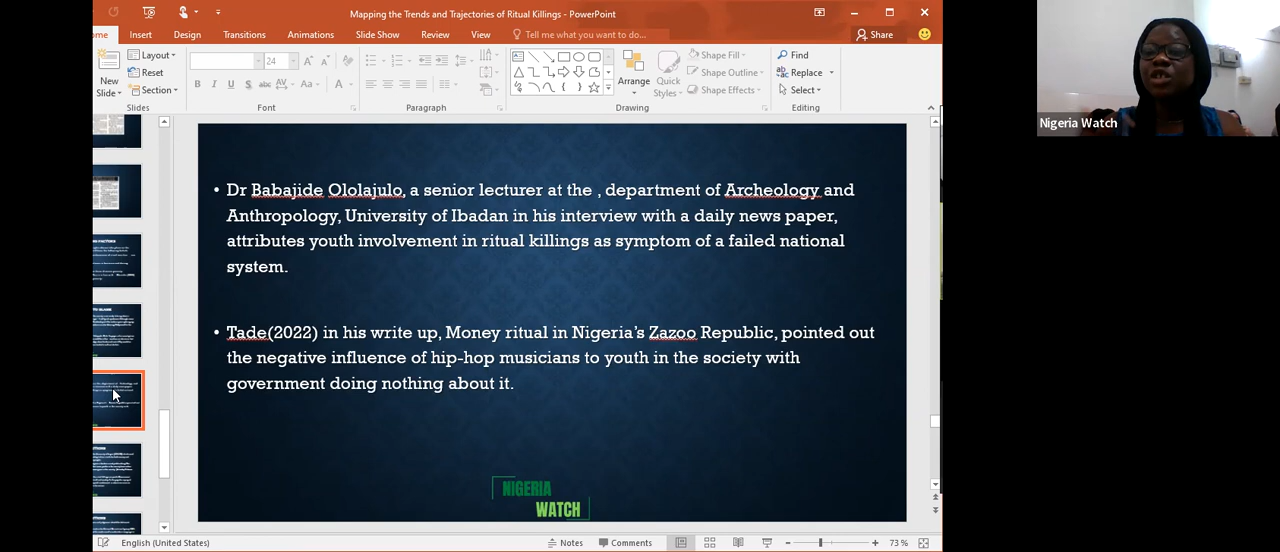 Mapping the Trends and Trajectories of Ritual Killings - PowerPoint
ome Insert Design Transitions Animations Slide Show Review View Tell me what you want to do... Share
New Slide
Layout
Reset
Section
24
B I U S abc AV Aa A
Arrange
Quick Styles
Shape Fill
Shape Outline
Shape Effects
Find
Replace
Select
Slides Font Paragraph Drawing Editing
Nigeria Watch
• Dr Babajide Ololajulo, a senior lecturer at the , department of Archeology and
Anthropology, University of Ibadan in his interview with a daily news paper,
attributes youth involvement in ritual killings as symptom of a failed national
system.
• Tade(2022) in his write up, Money ritual in Nigeria's Zazoo Republic, pointed out
the negative influence of hip-hop musicians to youth in the society with
government doing nothing about it.
NIGERIA
WATCH
English (United States) Notes Comments 73 %